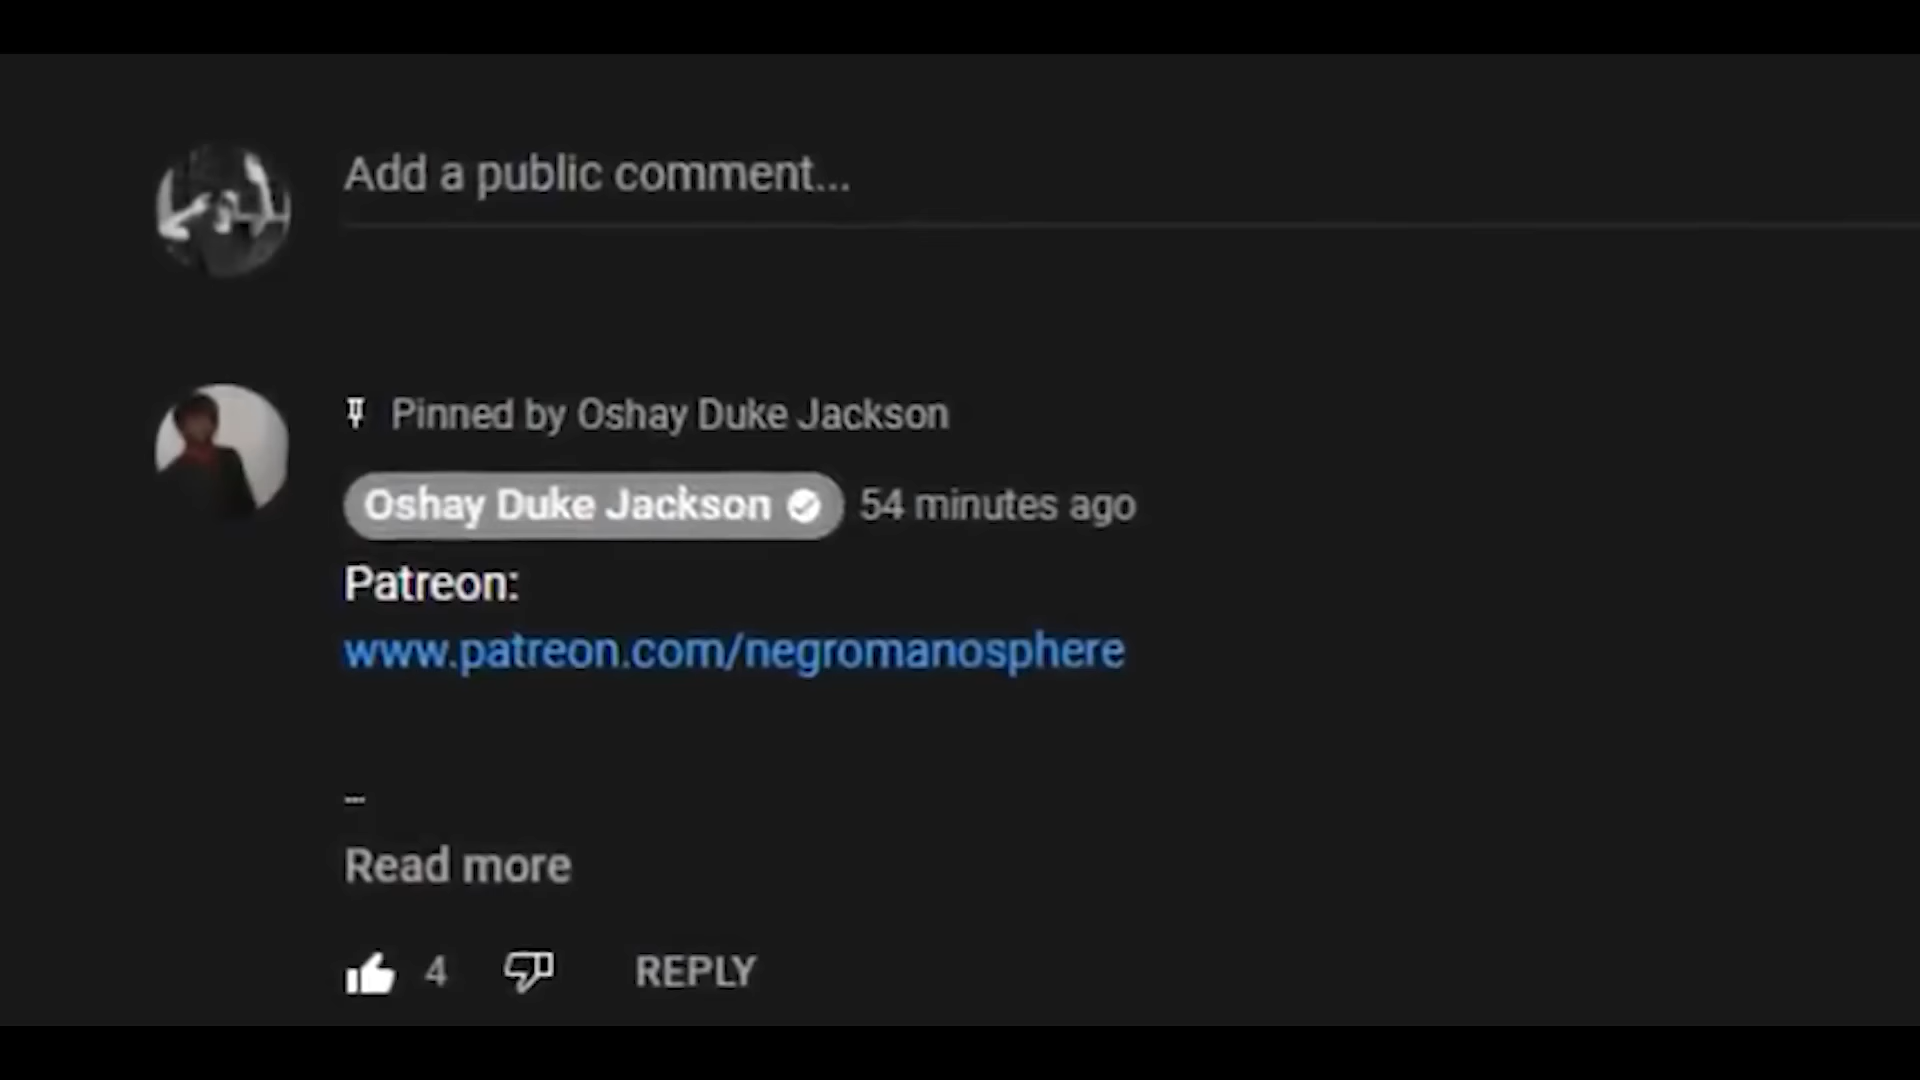 Add a public comment...
Pinned by Oshay Duke Jackson
Oshay Duke Jackson 54 minutes ago
Patreon:
www.patreon.com/negromanosphere
...
Read more
4 REPLY